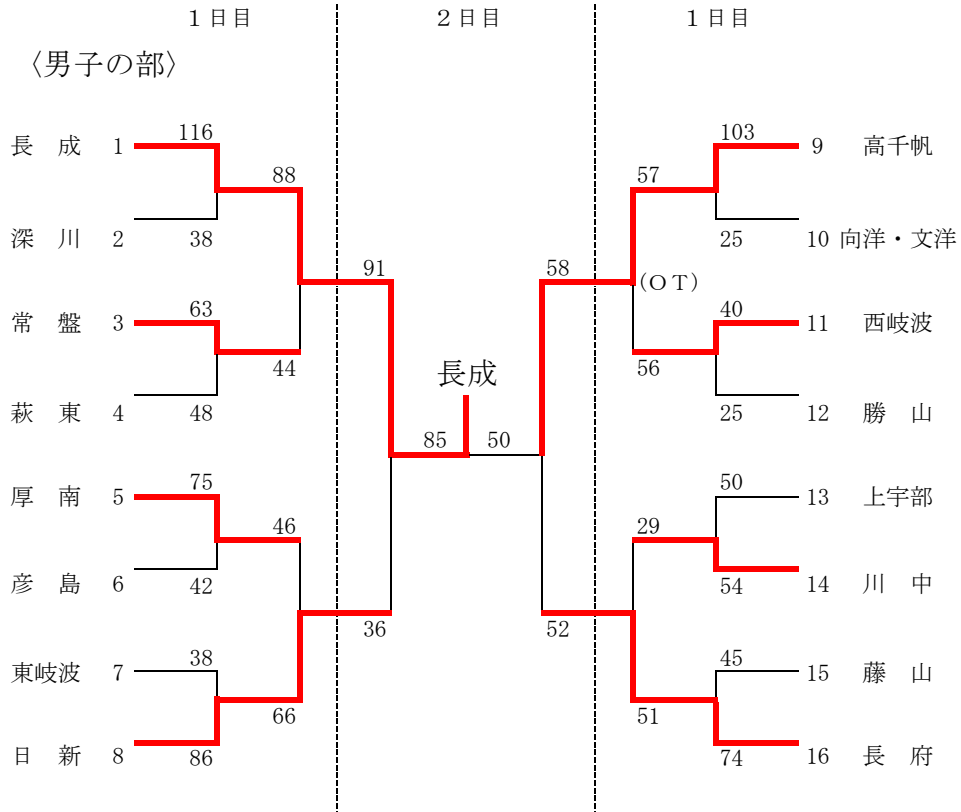 １日目 ２日目 １日目
〈男子の部〉
116 103
長　成 1 9 高千帆
88 57
深　川 2 38 25 10 向洋・文洋
91 58
(ＯＴ)
常　盤 3 63 40 11 西岐波
44 56
長成
萩　東 4 48 25 12 勝　山
85 50
厚　南 5 75 50 13 上宇部
46 29
彦　島 6 42 54 14 川　中
36 52
東岐波 7 38 45 15 藤　山
66 51
日　新 8 86 74 16 長　府